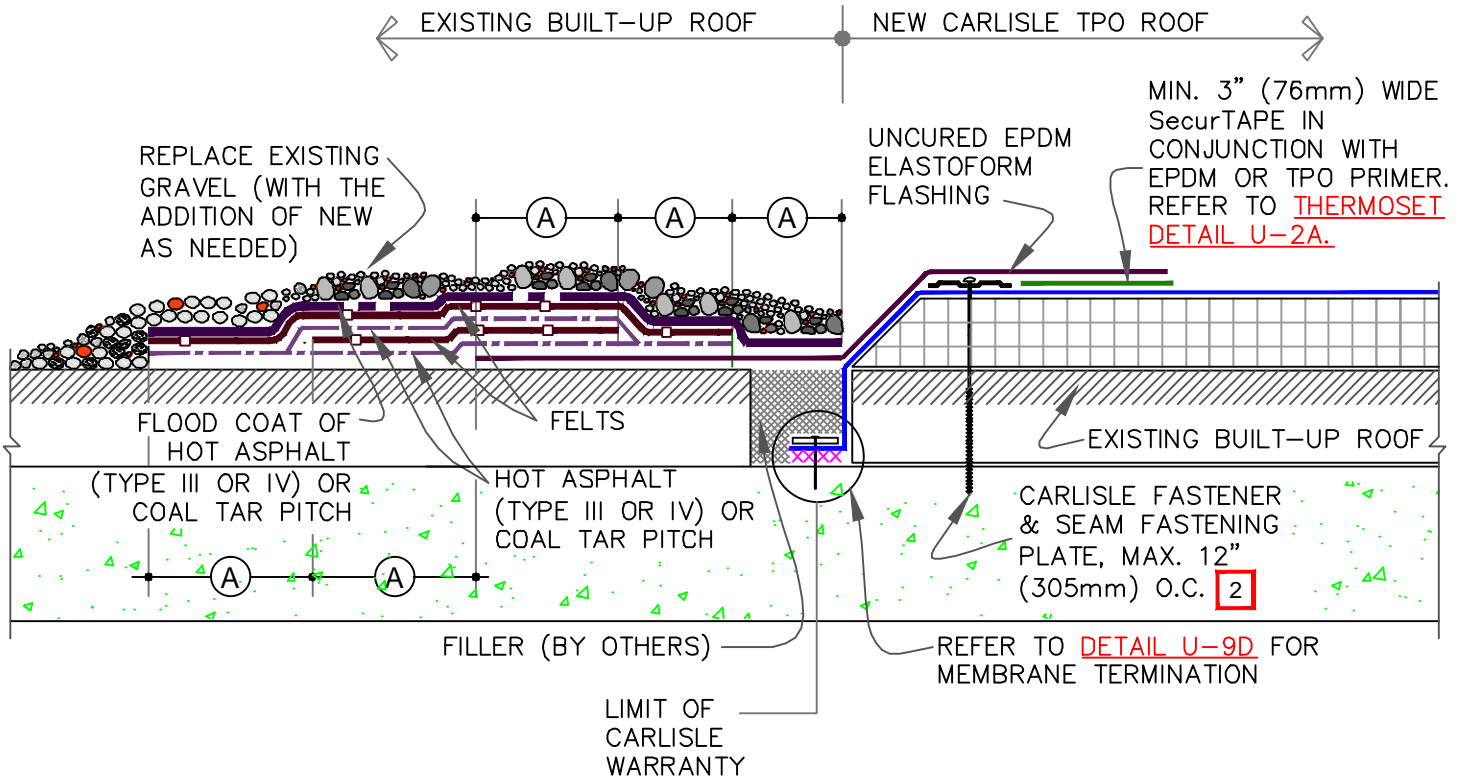 EXISTING BUILT-UP ROOF
NEW CARLISLE TPO ROOF
MIN. 3" (76mm) WIDE
SecurTAPE IN
CONJUNCTION WITH
EPDM OR TPO PRIMER.
REFER TO THERMOSET
DETAIL U-2A.
UNCURED EPDM
ELASTOFORM
FLASHING
REPLACE EXISTING
GRAVEL (WITH THE
ADDITION OF NEW
AS NEEDED)
A
A
A
FLOOD COAT OF
HOT ASPHALT
(TYPE III OR IV) OR
COAL TAR PITCH
FELTS
HOT ASPHALT
(TYPE III OR IV) OR
COAL TAR PITCH
EXISTING BUILT-UP ROOF
CARLISLE FASTENER
& SEAM FASTENING
PLATE, MAX. 12"
(305mm) O.C. 2
A
A
FILLER (BY OTHERS)
REFER TO DETAIL U-9D FOR
MEMBRANE TERMINATION
LIMIT OF
CARLISLE
WARRANTY